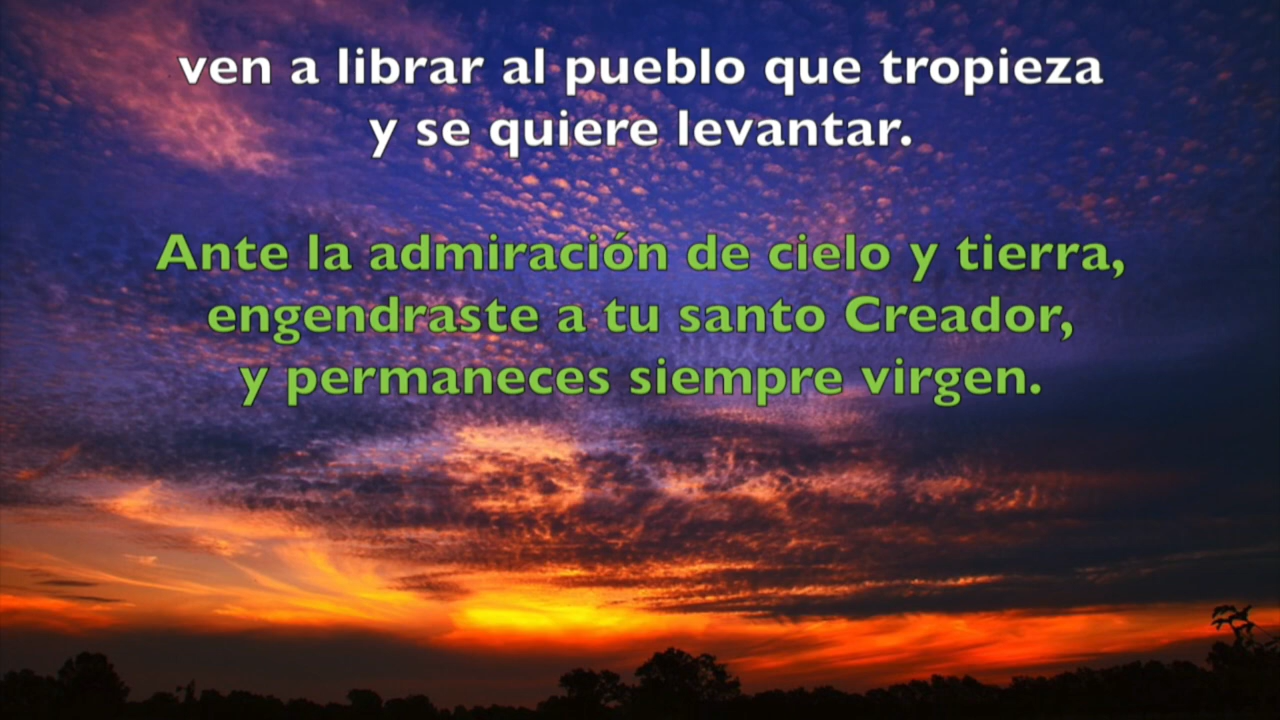 ven a librar al pueblo que tropieza
y se quiere levantar.
Ante la admiración de cielo y tierra,
engendraste a tu santo Creador,
y permaneces siempre virgen.